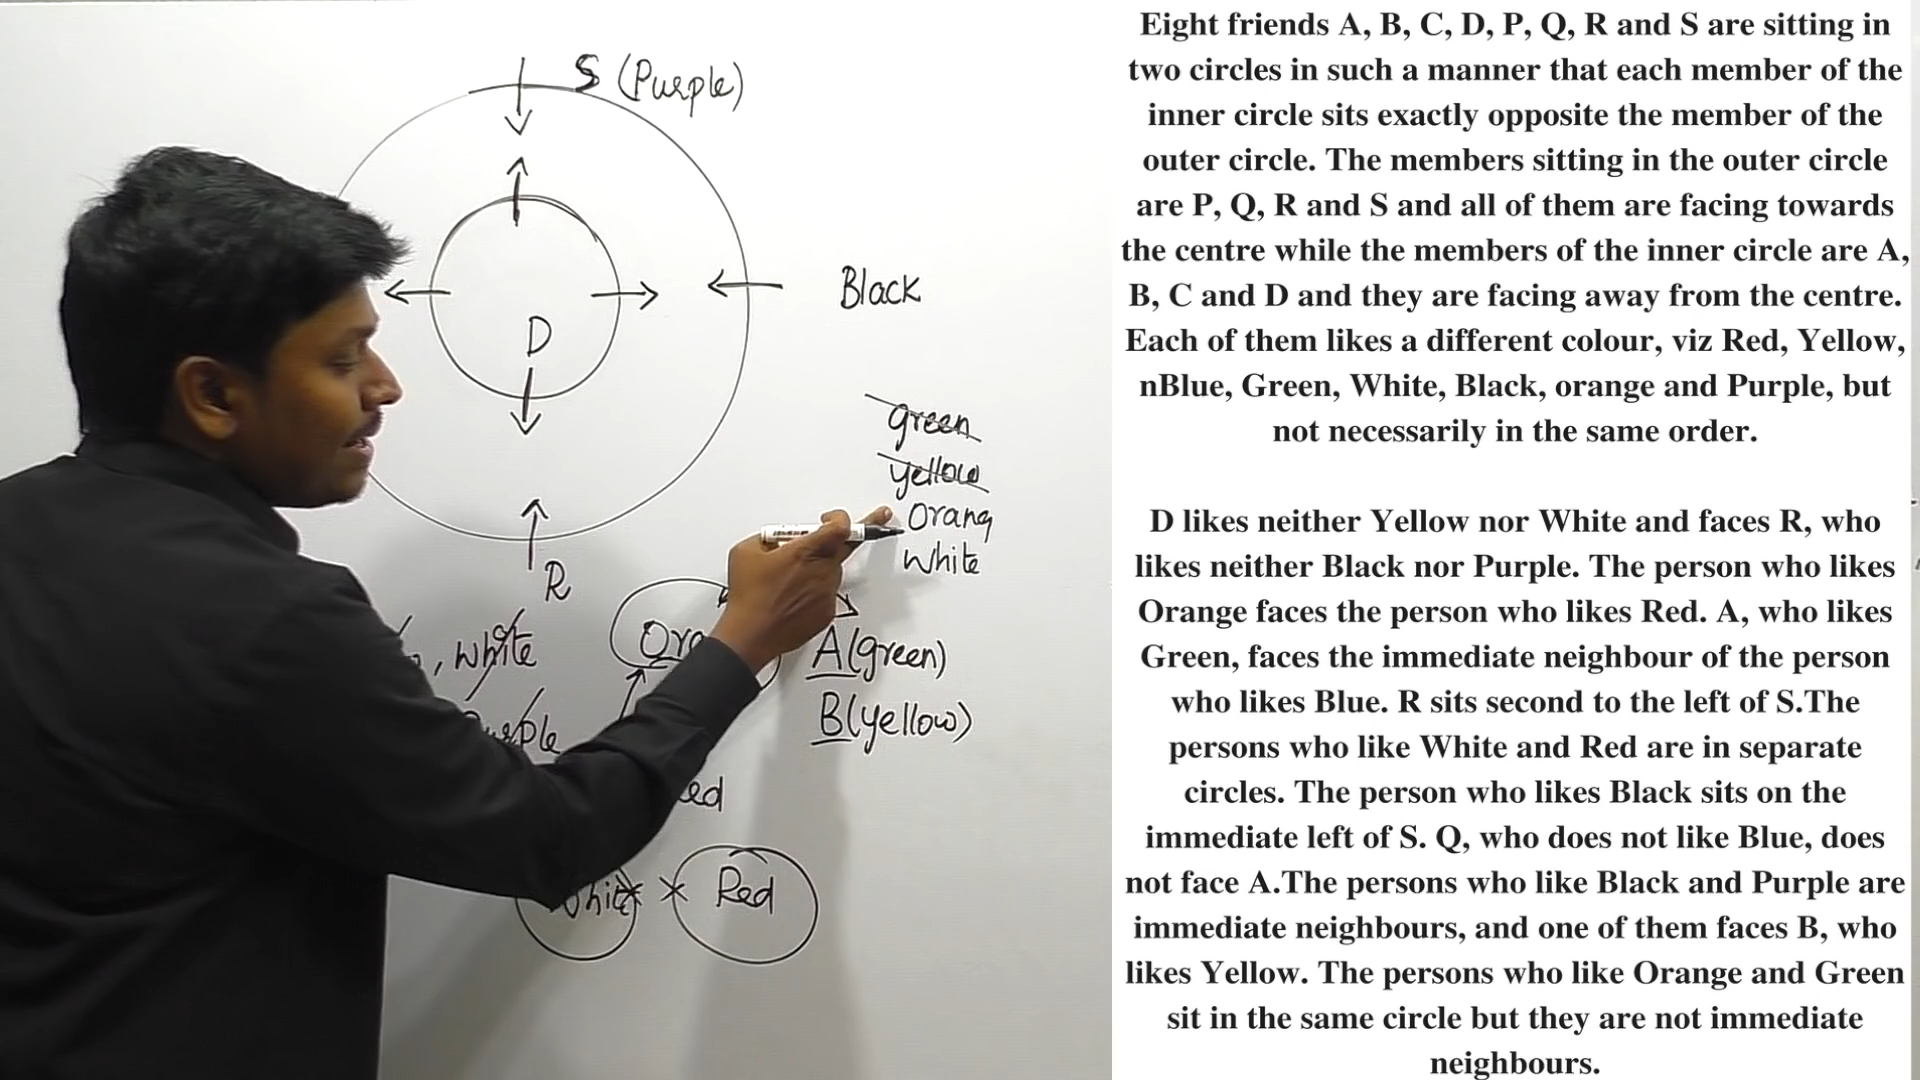 S (Purple)
Black
D
green
yellow
Orang
white
R
, white
A(green)
B(yellow)
Red
Eight friends A, B, C, D, P, Q, R and S are sitting in
two circles in such a manner that each member of the
inner circle sits exactly opposite the member of the
outer circle. The members sitting in the outer circle
are P, Q, R and S and all of them are facing towards
the centre while the members of the inner circle are A,
B, C and D and they are facing away from the centre.
Each of them likes a different colour, viz Red, Yellow,
nBlue, Green, White, Black, orange and Purple, but
not necessarily in the same order.
D likes neither Yellow nor White and faces R, who
likes neither Black nor Purple. The person who likes
Orange faces the person who likes Red. A, who likes
Green, faces the immediate neighbour of the person
who likes Blue. R sits second to the left of S.The
persons who like White and Red are in separate
circles. The person who likes Black sits on the
immediate left of S. Q, who does not like Blue, does
not face A.The persons who like Black and Purple are
immediate neighbours, and one of them faces B, who
likes Yellow. The persons who like Orange and Green
sit in the same circle but they are not immediate
neighbours.